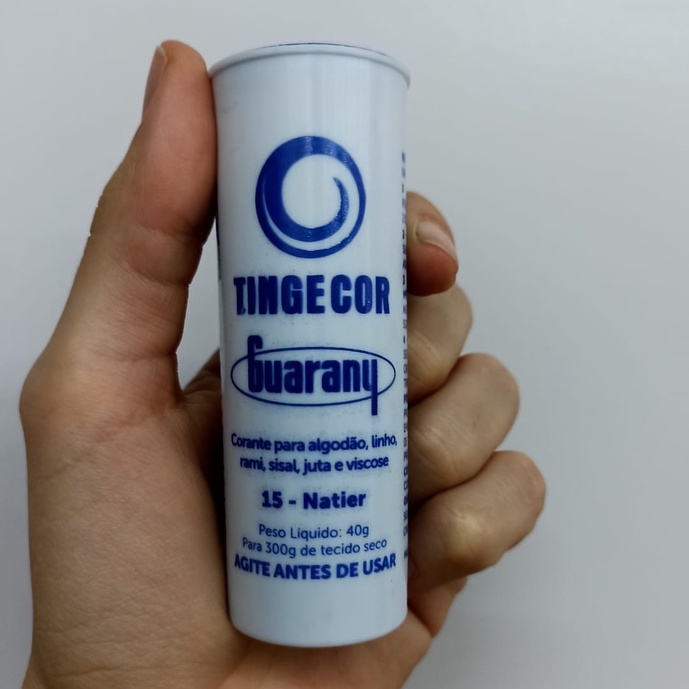 TINGECOR
Guarany
Corante para algodão, linho,
rami, sisal, juta e viscose
15 - Natier
Peso Líquido: 40g
Para 300g de tecido seco
AGITE ANTES DE USAR